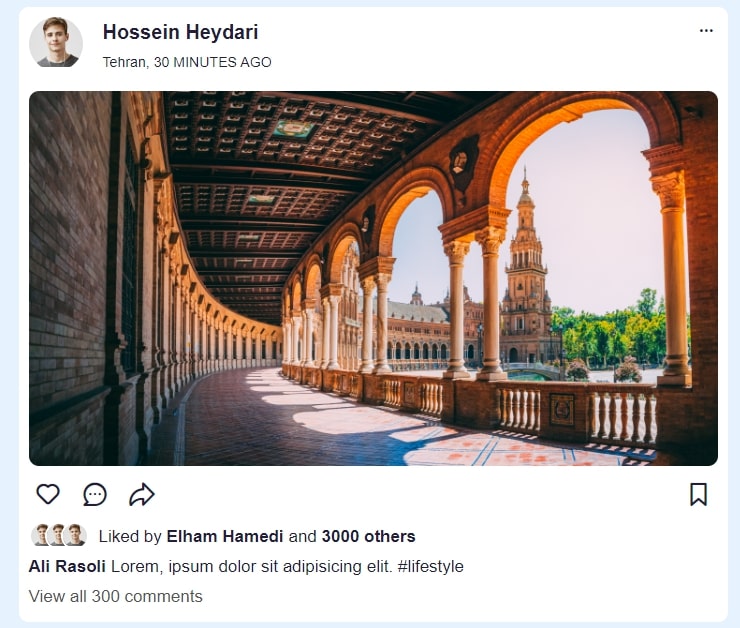 Hossein Heydari
Tehran, 30 MINUTES AGO
Liked by Elham Hamedi and 3000 others
Ali Rasoli Lorem, ipsum dolor sit adipisicing elit. #lifestyle
View all 300 comments